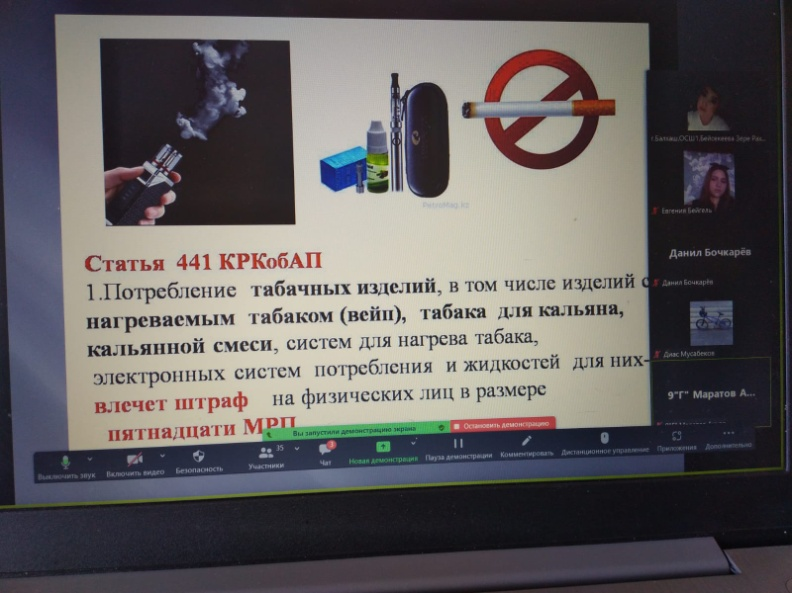 Статья 441 КРКобАП
1.Потребление табачных изделий, в том числе изделий с
нагреваемым табаком (вейп), табака для кальяна,
кальянной смеси, систем для нагрева табака,
электронных систем потребления и жидкостей для них-
влечет штраф на физических лиц в размере
пятнадцати МРП
Евгения Бейгель
Данил Бочкарёв
Данил Бочкарёв
Диас Мусабеков
9"Г" Маратов А...
Вы запустили демонстрацию экрана
Остановить демонстрацию
Выключить звук
Включить видео
Безопасность
Участники
35
Чат
Новая демонстрация
Пауза демонстрации
Комментировать
Дистанционное управление
Приложения
Дополнительно